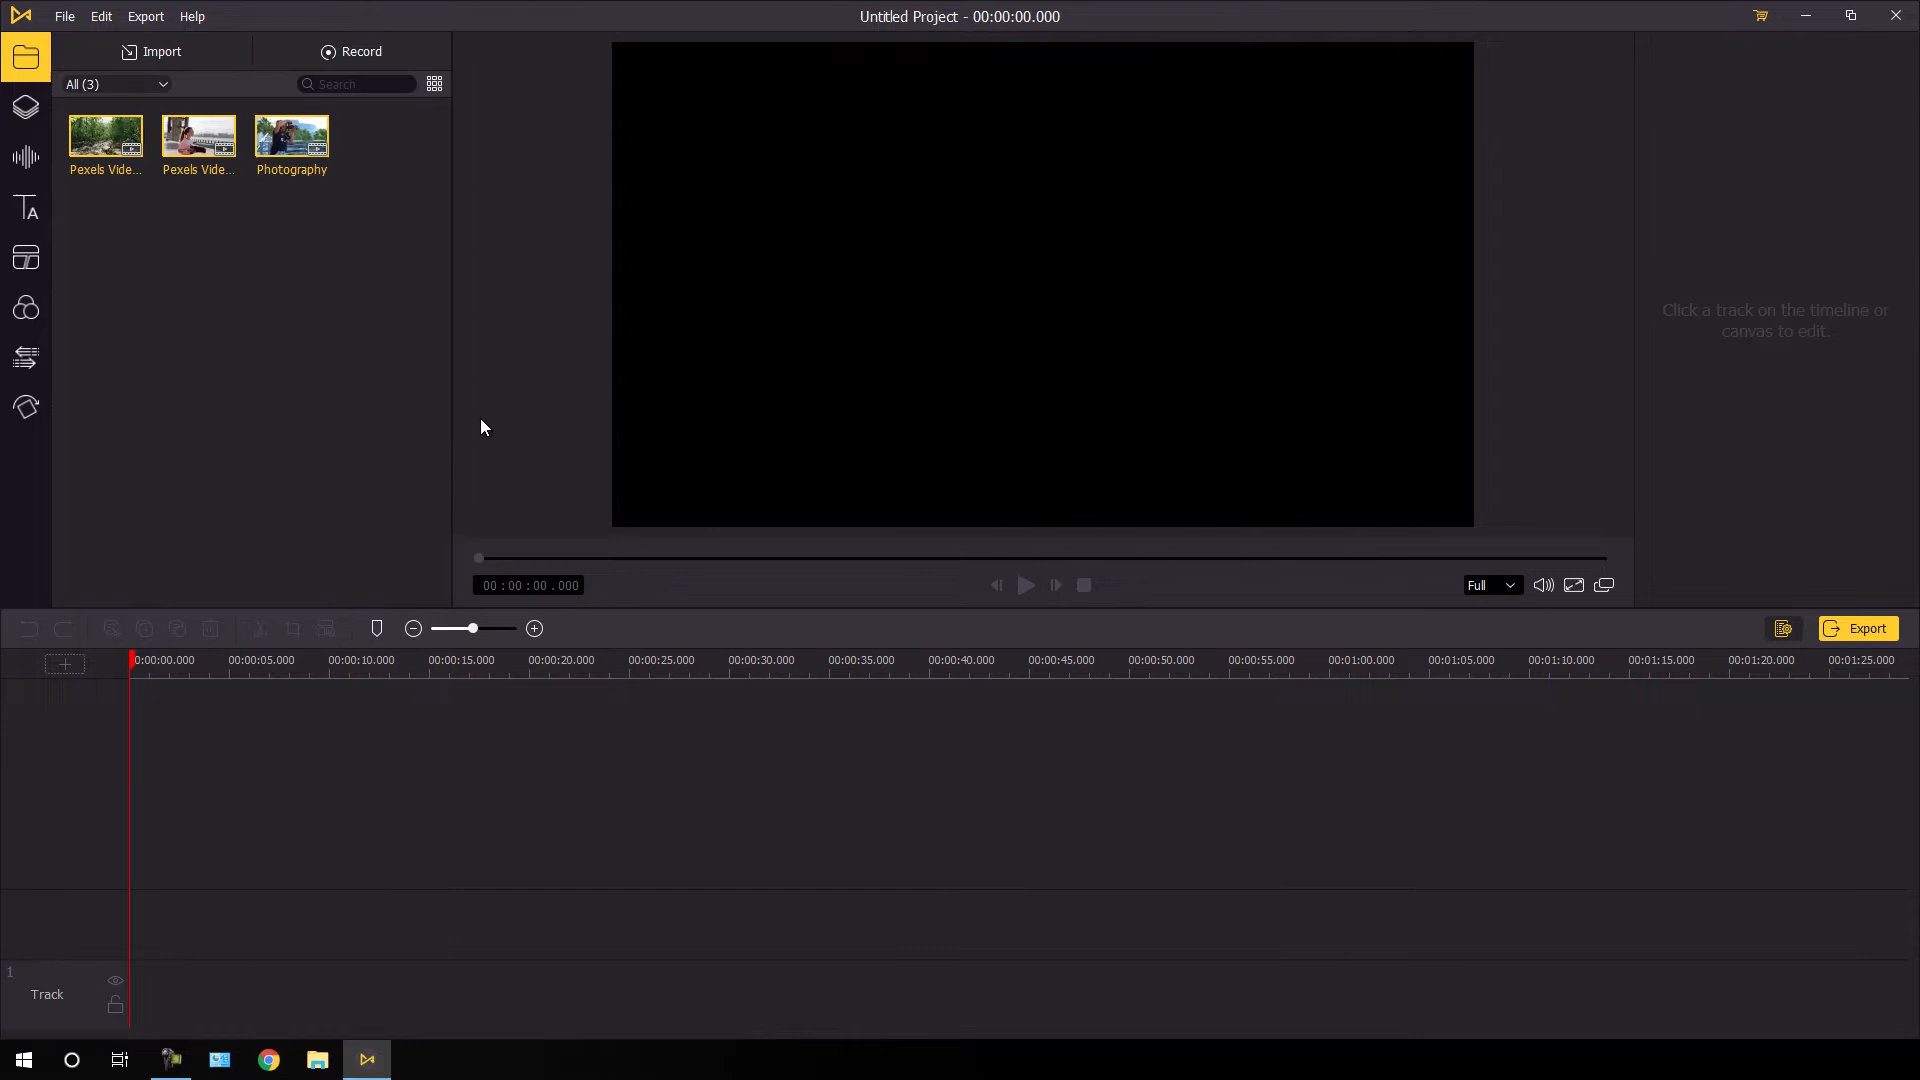 File Edit Export Help
Untitled Project - 00:00:00.000
Import
Record
All (3)
Search
Pexels Vide...
Pexels Vide...
Photography
Click a track on the timeline or
canvas to edit.
00:00:00.000
Full
Export
0:00:00.000 00:00:05.000 00:00:10.000 00:00:15.000 00:00:20.000 00:00:25.000 00:00:30.000 00:00:35.000 00:00:40.000 00:00:45.000 00:00:50.000 00:00:55.000 00:01:00.000 00:01:05.000 00:01:10.000 00:01:15.000 00:01:20.000 00:01:25.000
1
Track